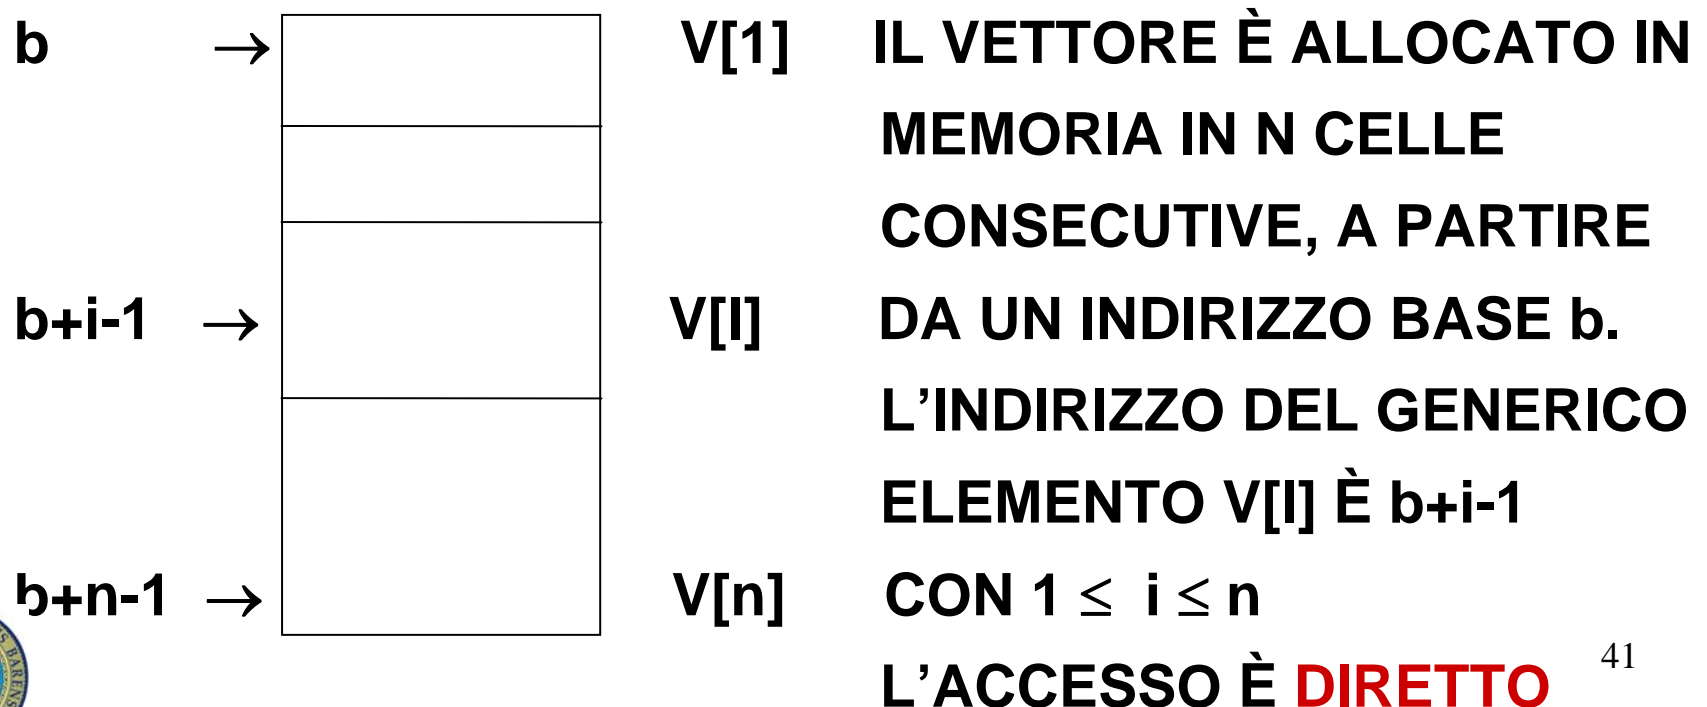 b → V[1] IL VETTORE È ALLOCATO IN
MEMORIA IN N CELLE
CONSECUTIVE, A PARTIRE
b+i-1 → V[I] DA UN INDIRIZZO BASE b.
L’INDIRIZZO DEL GENERICO
ELEMENTO V[I] È b+i-1
b+n-1 → V[n] CON 1 ≤ i ≤ n
L’ACCESSO È DIRETTO
41